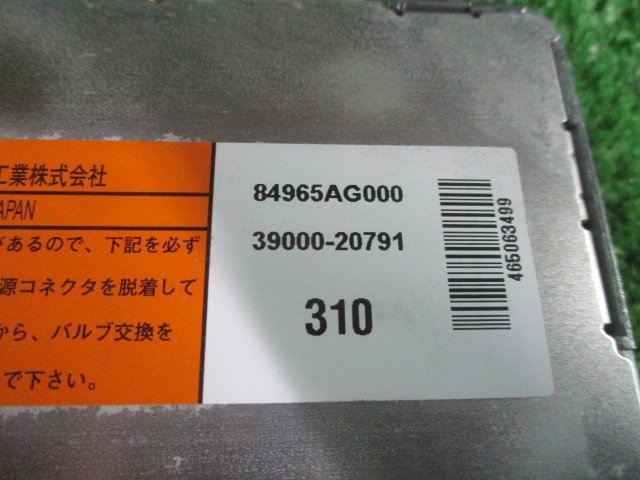 工業株式会社
APAN
があるので、下記を必ず
源コネクタを脱着して
から、バルブ交換を
で下さい。
84965AG000
39000-20791
310
465063499